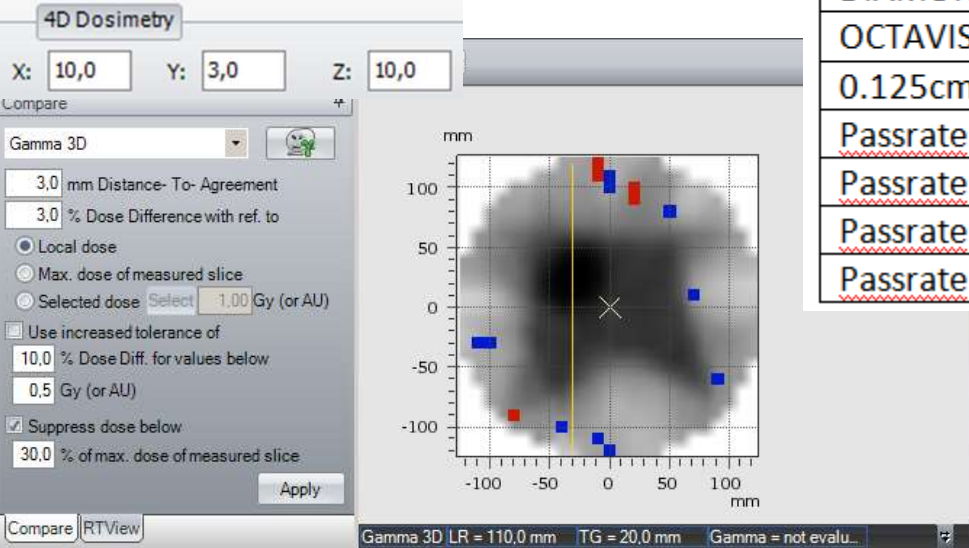 4D Dosimetry
X: 10,0 Y: 3,0 Z: 10,0
Compare
Gamma 3D
3,0 mm Distance- To- Agreement
3,0 % Dose Difference with ref. to
Local dose
Max. dose of measured slice
Selected dose Select 1,00 Gy (or AU)
Use increased tolerance of
10,0 % Dose Diff. for values below
0,5 Gy (or AU)
Suppress dose below
30,0 % of max. dose of measured slice
Apply
Compare RTView
mm
100
50
0
-50
-100
-100 -50 0 50 100
mm
Gamma 3D LR = 110,0 mm TG = 20,0 mm Gamma = not evalu...
OCTAVIS
0.125cm
Passrate
Passrate
Passrate
Passrate